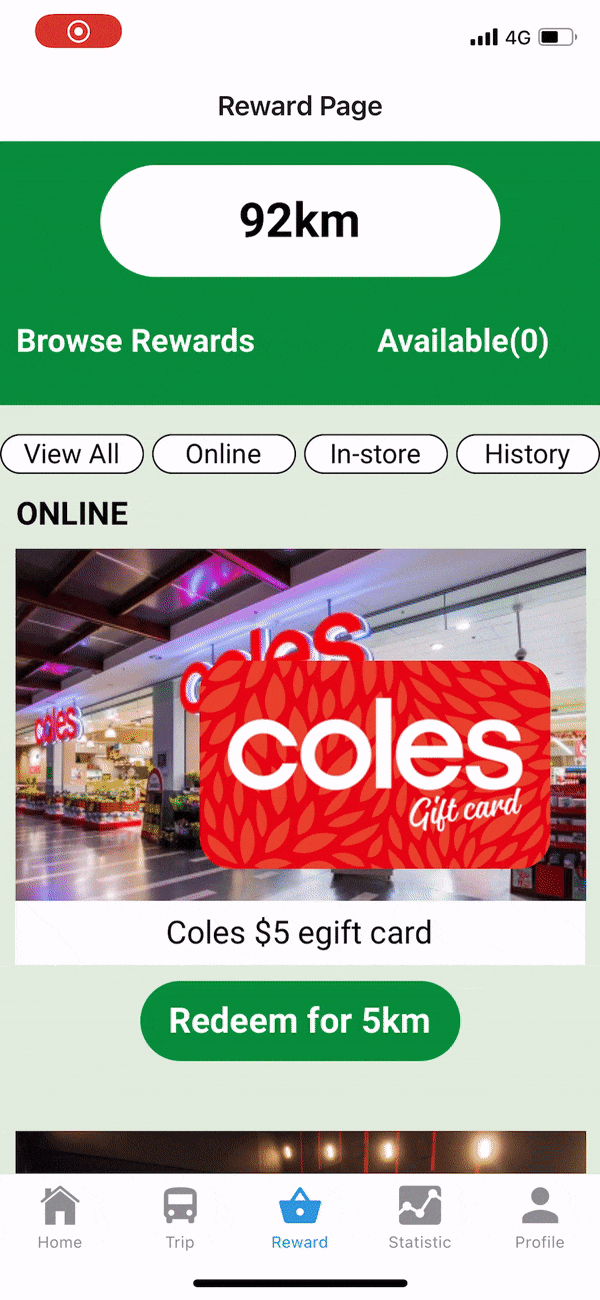 4G
Reward Page
92km
Browse Rewards Available(0)
View All Online In-store History
ONLINE
coles
coles
coles
Gift card
Coles $5 egift card
Redeem for 5km
Home Trip Reward Statistic Profile